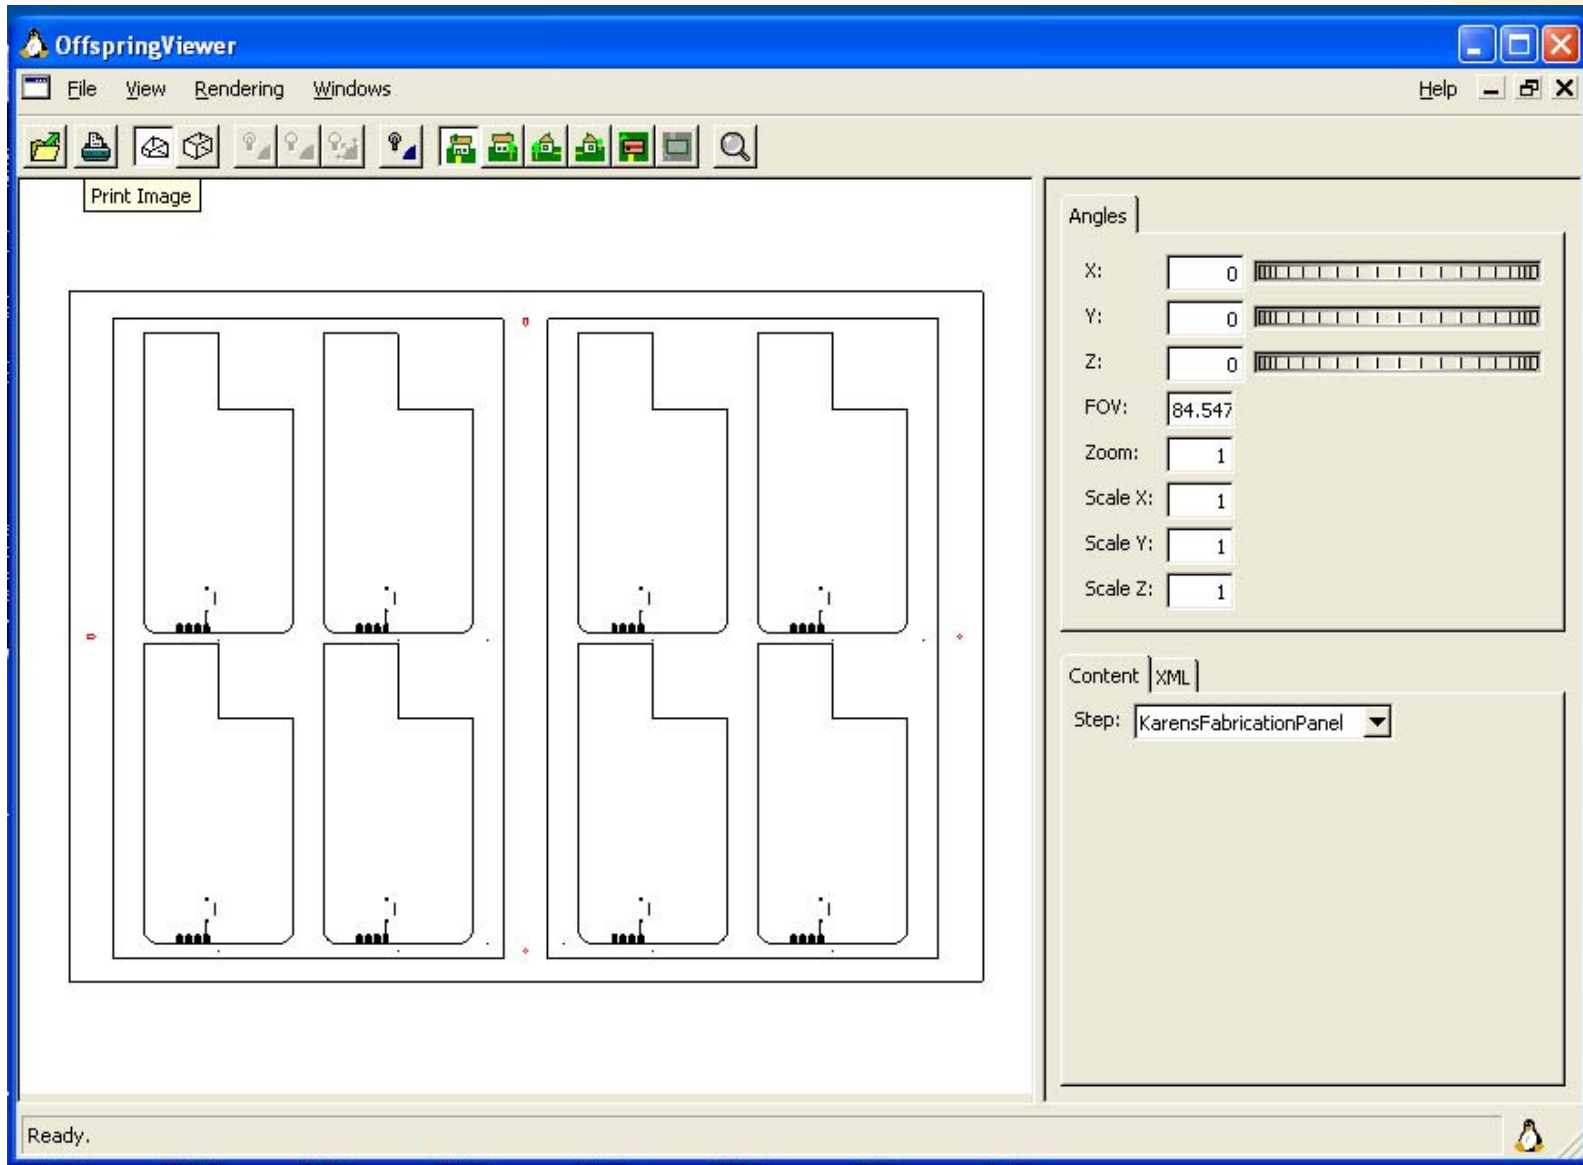 OffspringViewer
File View Rendering Windows Help
Print Image
Angles
X: 0
Y: 0
Z: 0
FOV: 84.547
Zoom: 1
Scale X: 1
Scale Y: 1
Scale Z: 1
Content XML
Step: KarensFabricationPanel
Ready.